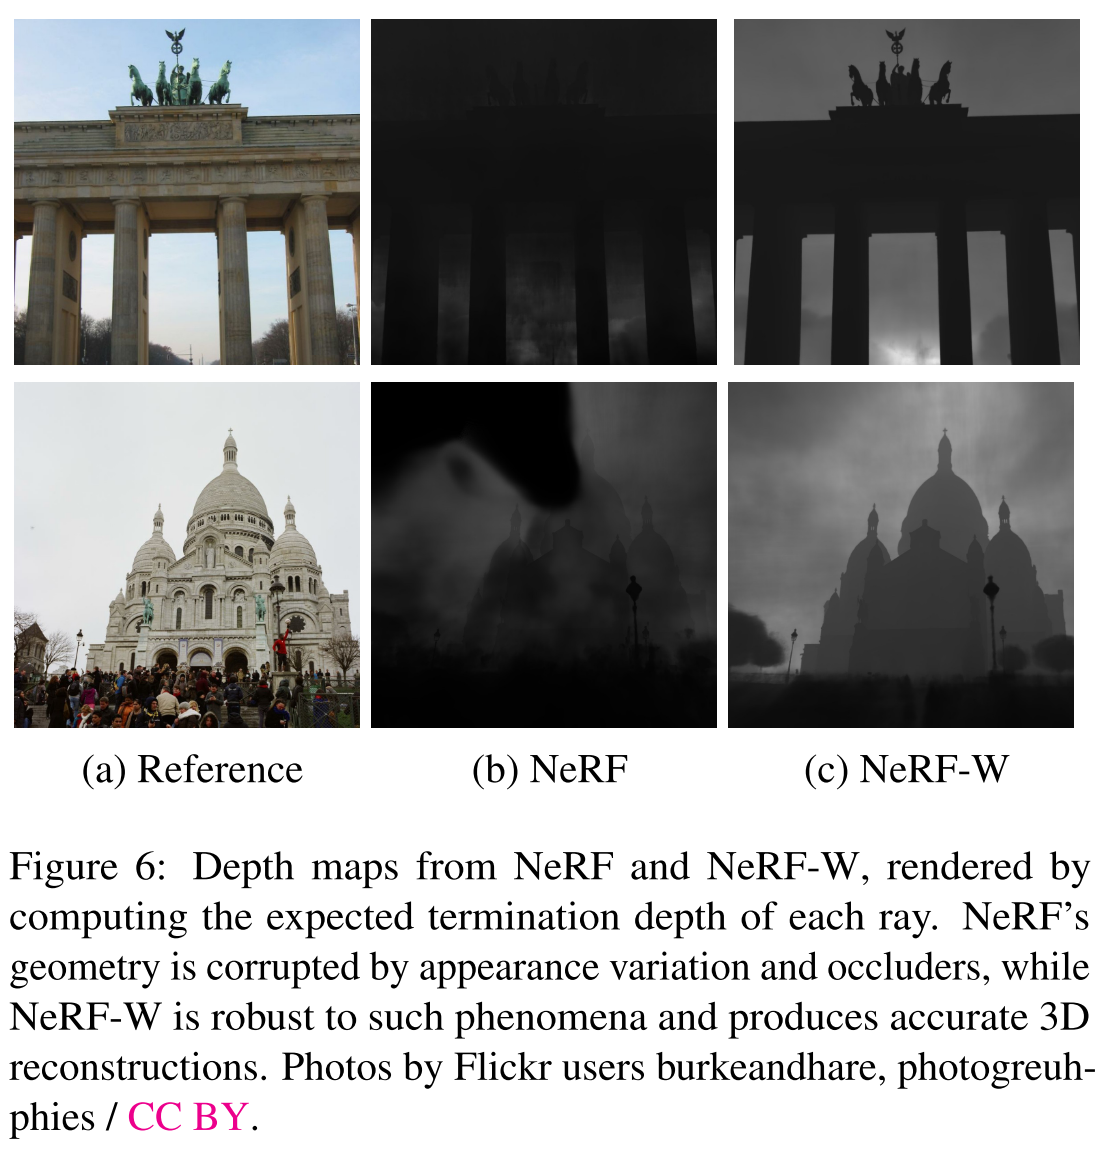 (a) Reference
(b) NeRF
(c) NeRF-W
Figure 6: Depth maps from NeRF and NeRF-W, rendered by
computing the expected termination depth of each ray. NeRF’s
geometry is corrupted by appearance variation and occluders, while
NeRF-W is robust to such phenomena and produces accurate 3D
reconstructions. Photos by Flickr users burkeandhare, photogreuh-
phies / CC BY.